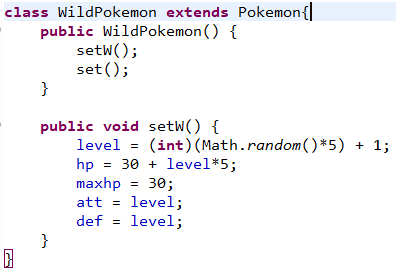 class WildPokemon extends Pokemon{
    public WildPokemon() {
        setW();
        set();
    }

    public void setW() {
        level = (int)(Math.random()*5) + 1;
        hp = 30 + level*5;
        maxhp = 30;
        att = level;
        def = level;
    }
}